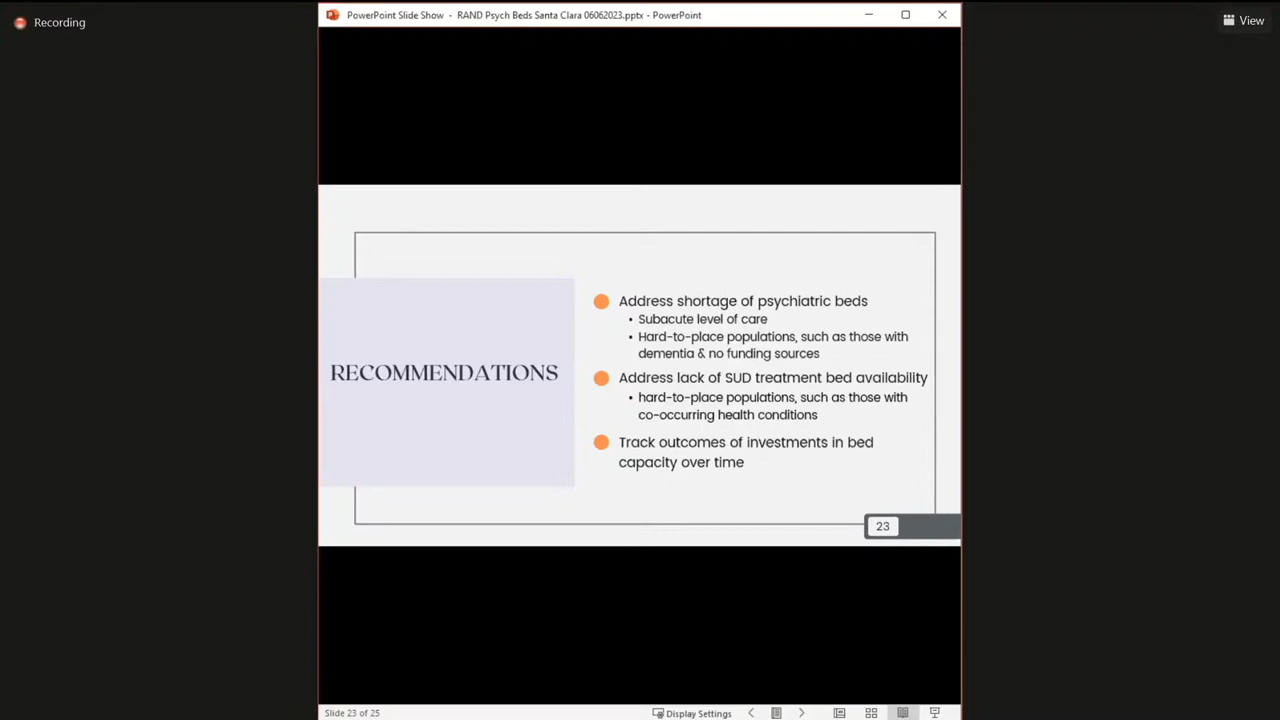 Recording
PowerPoint Slide Show - RAND Psych Beds Santa Clara 06062023.pptx - PowerPoint
View
RECOMMENDATIONS
Address shortage of psychiatric beds
• Subacute level of care
• Hard-to-place populations, such as those with
dementia & no funding sources
Address lack of SUD treatment bed availability
• hard-to-place populations, such as those with
co-occurring health conditions
Track outcomes of investments in bed
capacity over time
23
Slide 23 of 25
Display Settings